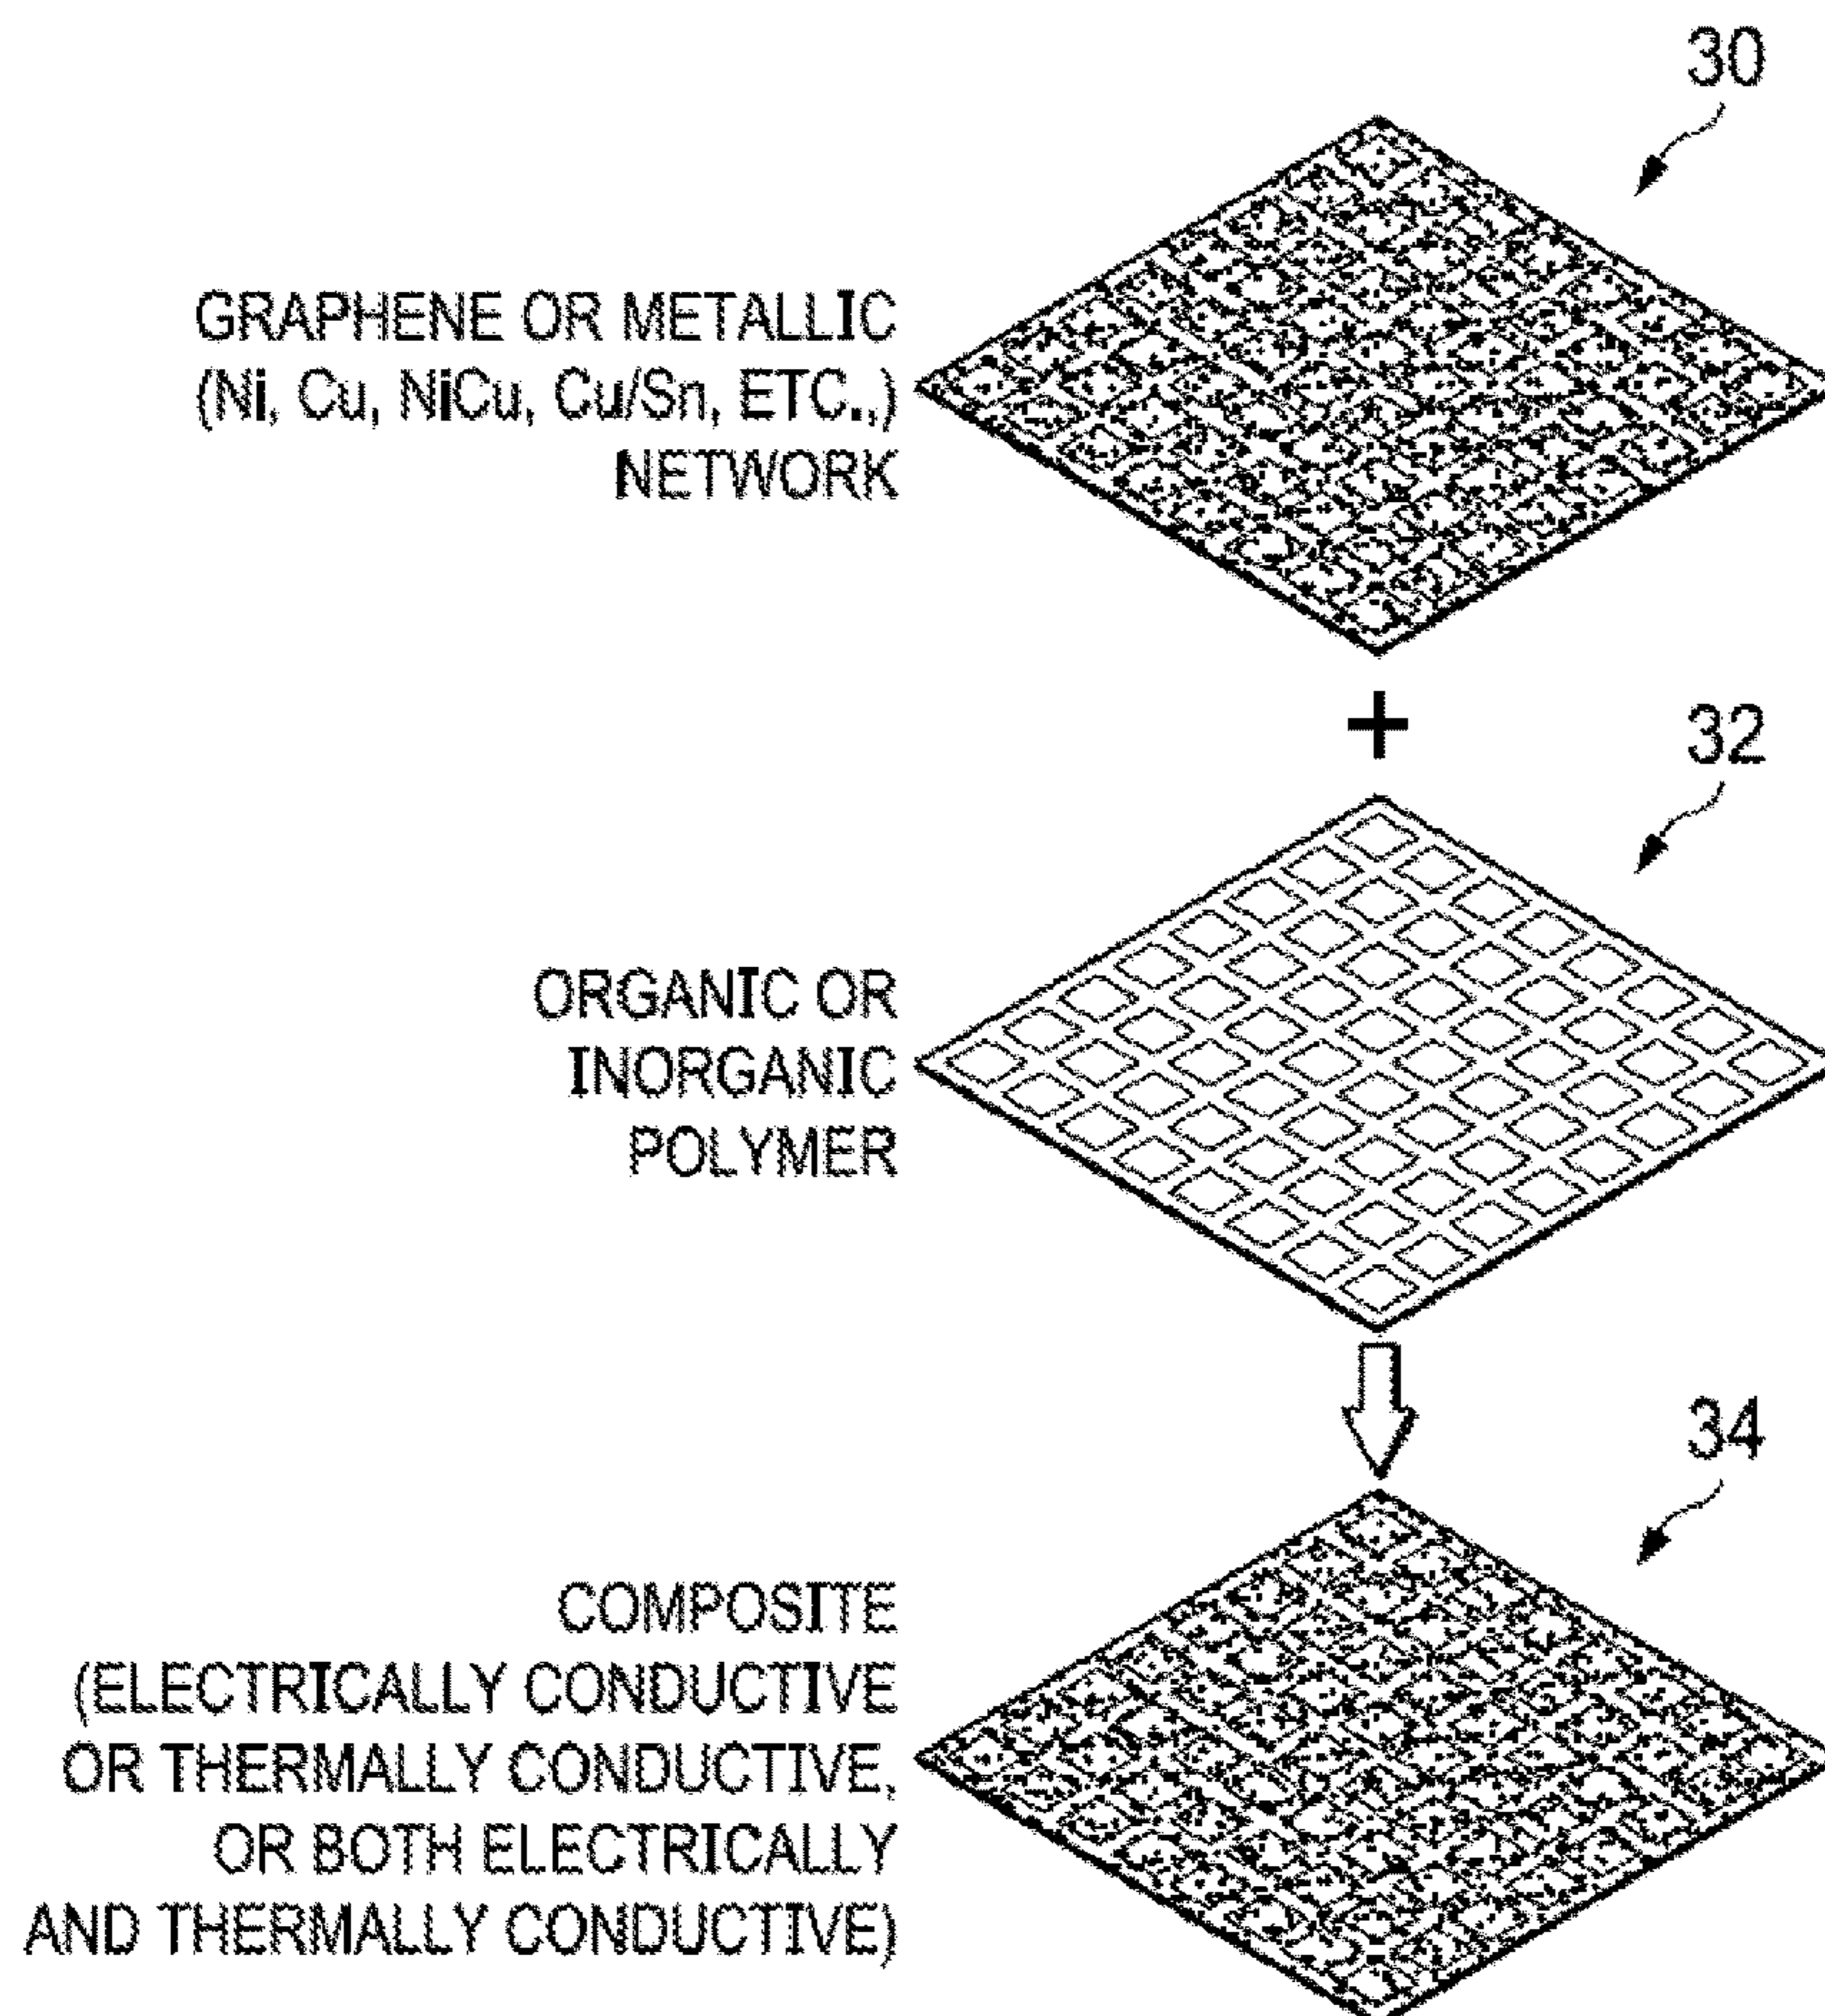 30
GRAPHENE OR METALLIC
(Ni, Cu, NiCu, Cu/Sn, ETC.,)
NETWORK
+
32
ORGANIC OR
INORGANIC
POLYMER
34
COMPOSITE
(ELECTRICALLY CONDUCTIVE
OR THERMALLY CONDUCTIVE,
OR BOTH ELECTRICALLY
AND THERMALLY CONDUCTIVE)